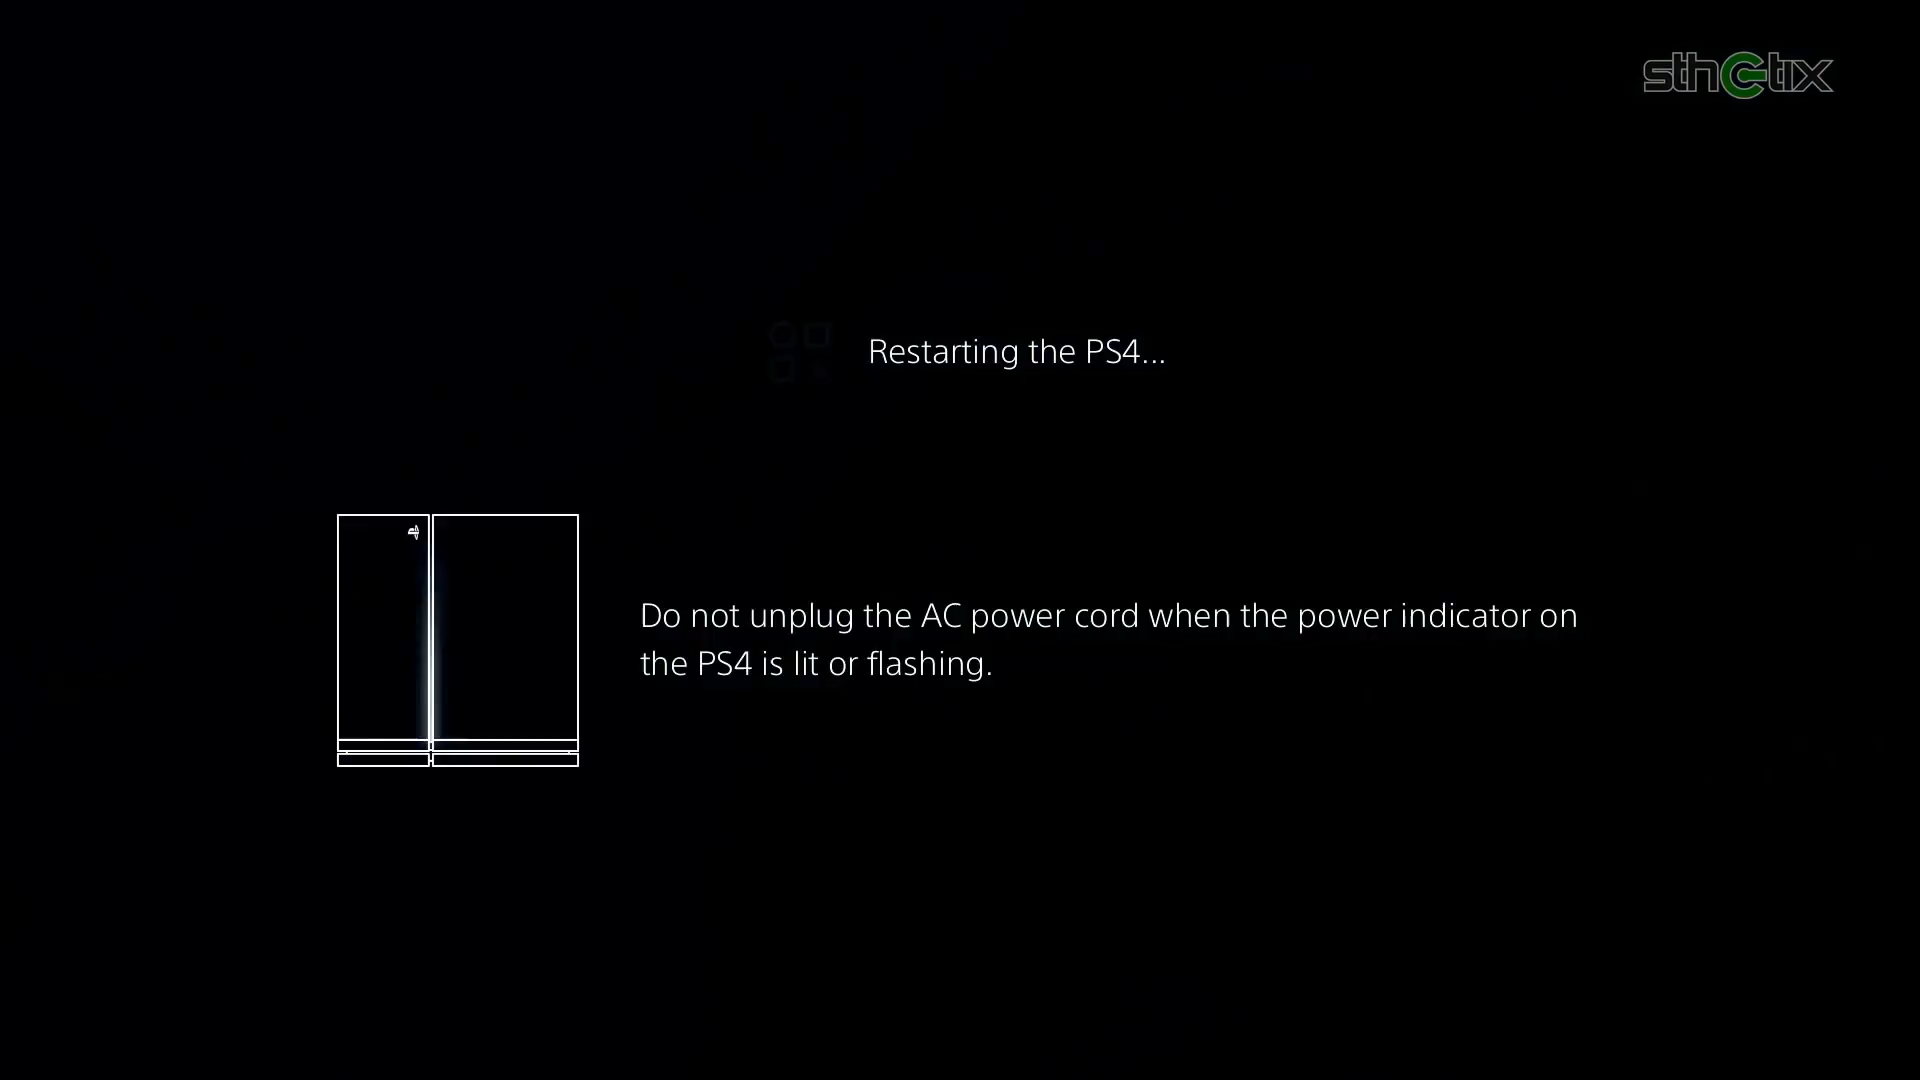 sthetix
Restarting the PS4...
Do not unplug the AC power cord when the power indicator on
the PS4 is lit or flashing.